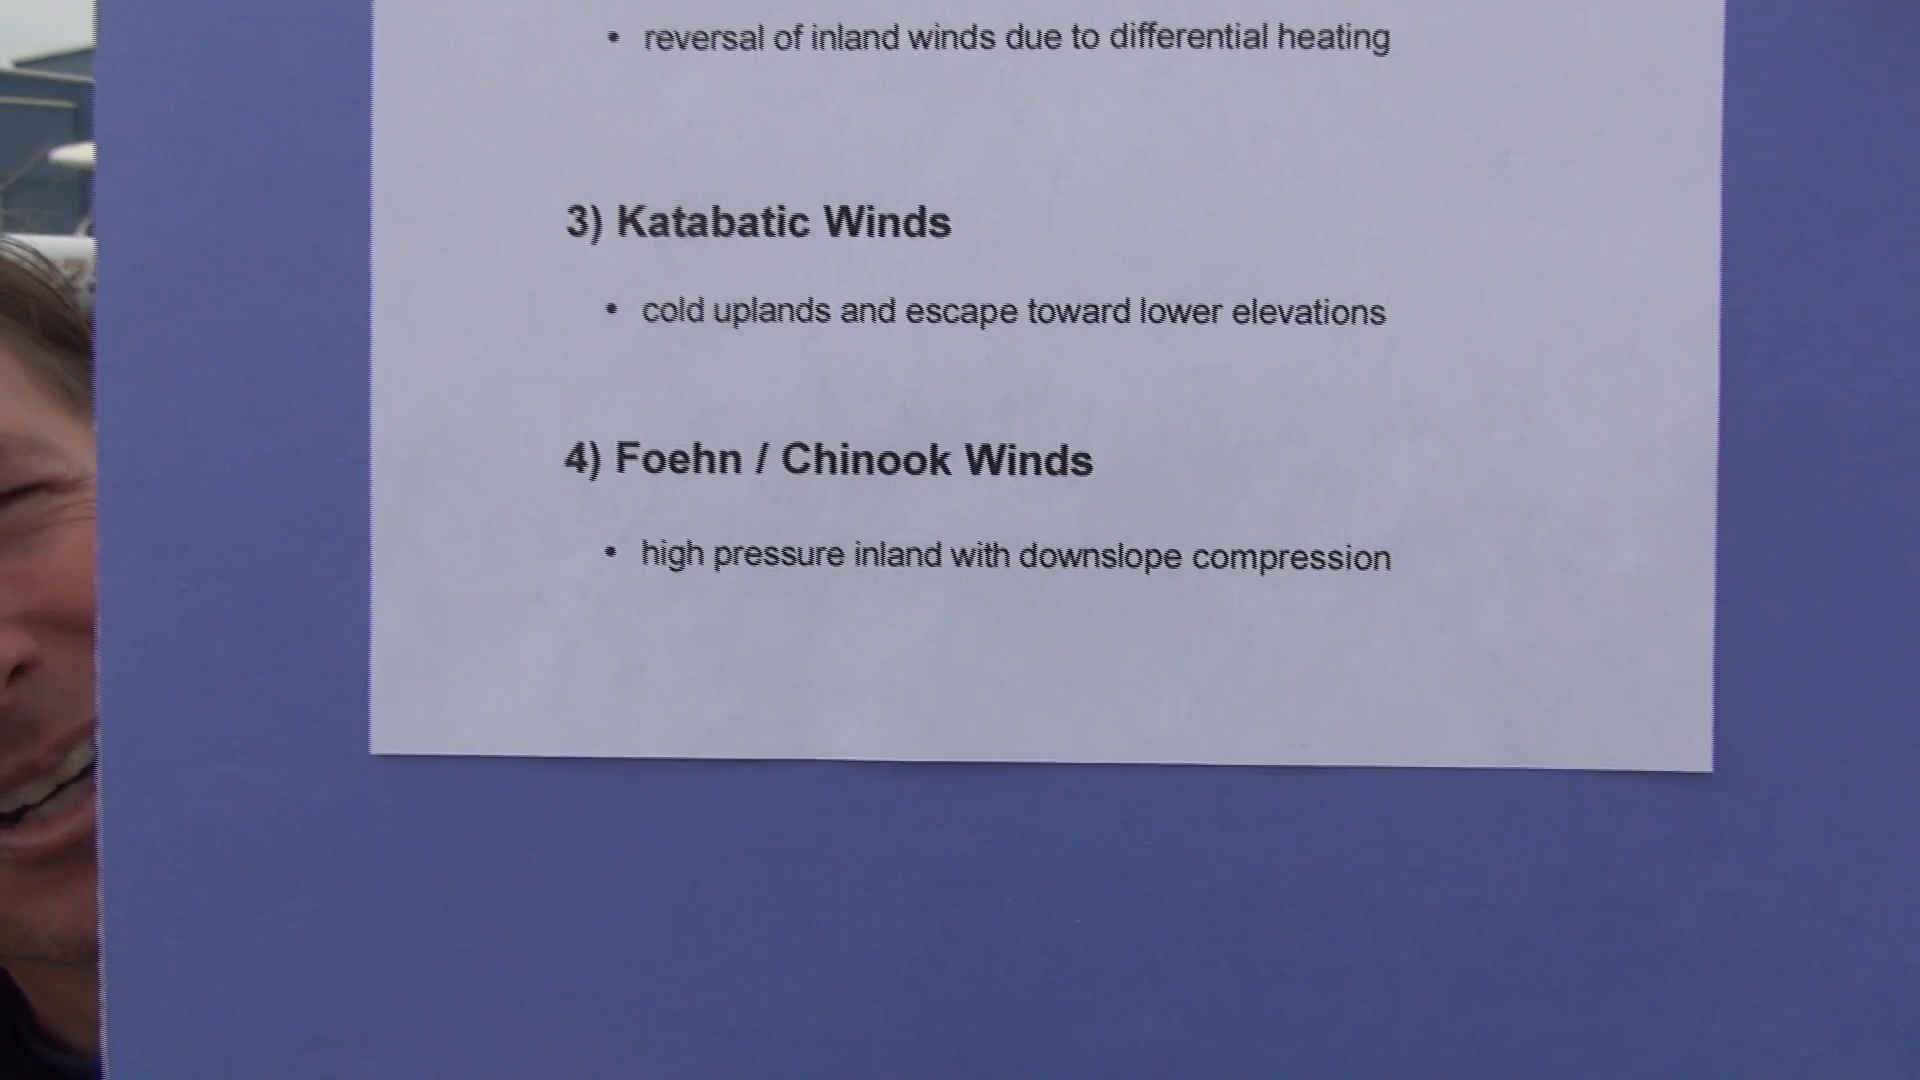 • reversal of inland winds due to differential heating
3) Katabatic Winds
• cold uplands and escape toward lower elevations
4) Foehn / Chinook Winds
• high pressure inland with downslope compression